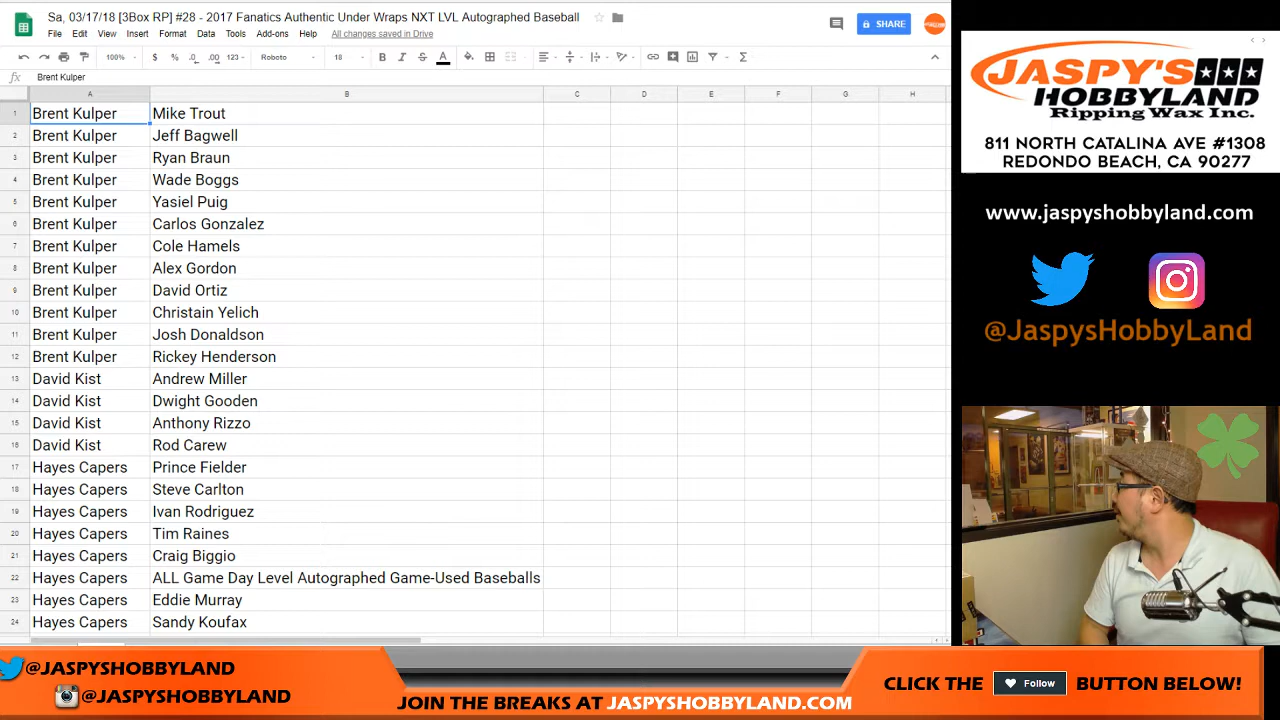 Sa, 03/17/18 [3Box RP] #28 - 2017 Fanatics Authentic Under Wraps NXT LVL Autographed Baseball
File Edit View Insert Format Data Tools Add-ons Help All changes saved in Drive
SHARE
100% $ % .0 .00 123 Roboto 18 B I S A
fx Brent Kulper
A B C D E F G H
1 Brent Kulper Mike Trout
2 Brent Kulper Jeff Bagwell
3 Brent Kulper Ryan Braun
4 Brent Kulper Wade Boggs
5 Brent Kulper Yasiel Puig
6 Brent Kulper Carlos Gonzalez
7 Brent Kulper Cole Hamels
8 Brent Kulper Alex Gordon
9 Brent Kulper David Ortiz
10 Brent Kulper Christain Yelich
11 Brent Kulper Josh Donaldson
12 Brent Kulper Rickey Henderson
13 David Kist Andrew Miller
14 David Kist Dwight Gooden
15 David Kist Anthony Rizzo
16 David Kist Rod Carew
17 Hayes Capers Prince Fielder
18 Hayes Capers Steve Carlton
19 Hayes Capers Ivan Rodriguez
20 Hayes Capers Tim Raines
21 Hayes Capers Craig Biggio
22 Hayes Capers ALL Game Day Level Autographed Game-Used Baseballs
23 Hayes Capers Eddie Murray
24 Hayes Capers Sandy Koufax
JASPY'S
HOBBYLAND
Ripping Wax Inc.
811 NORTH CATALINA AVE #1308
REDONDO BEACH, CA 90277
www.jaspyshobbyland.com
@JaspysHobbyLand
@JASPYSHOBBYLAND
@JASPYSHOBBYLAND
JOIN THE BREAKS AT JASPYSHOBBYLAND.COM
CLICK THE Follow BUTTON BELOW!